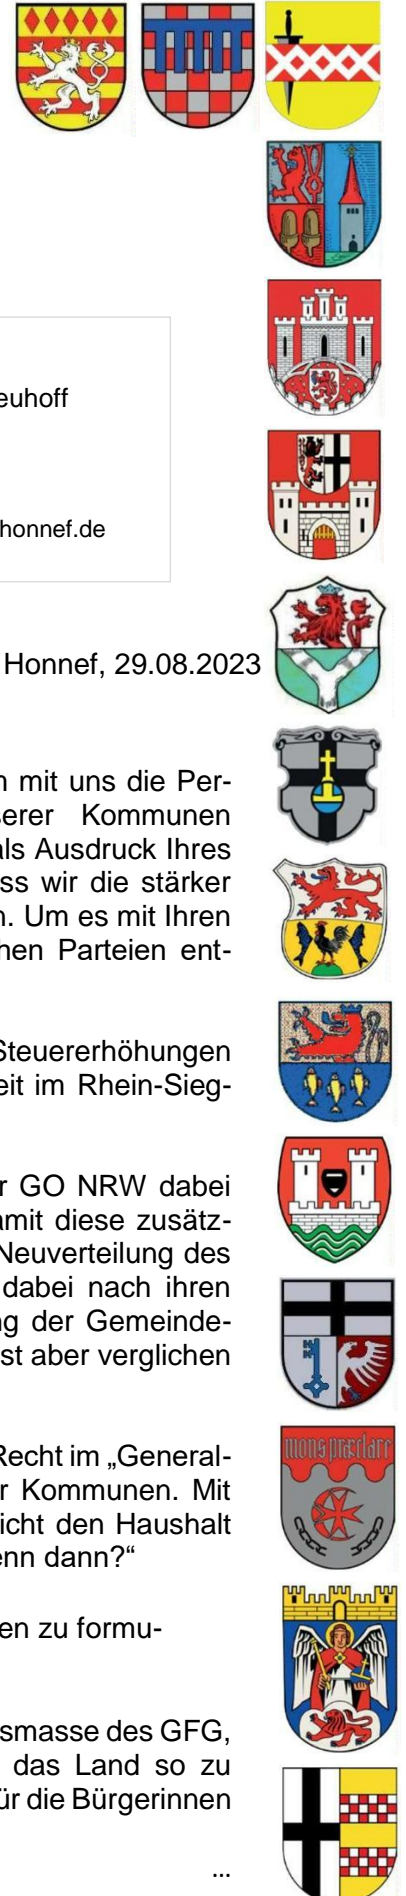 euhoff
honnef.de
Honnef, 29.08.2023
n mit uns die Per-
serer Kommunen
als Ausdruck Ihres
ss wir die stärker
n. Um es mit Ihren
chen Parteien ent-
Steuererhöhungen
eit im Rhein-Sieg-
r GO NRW dabei
amit diese zusätz-
Neuverteilung des
dabei nach ihren
ng der Gemeinde-
st aber verglichen
Recht im „General-
r Kommunen. Mit
icht den Haushalt
enn dann?“
mons præclare
en zu formu-
smasse des GFG,
das Land so zu
ür die Bürgerinnen
...